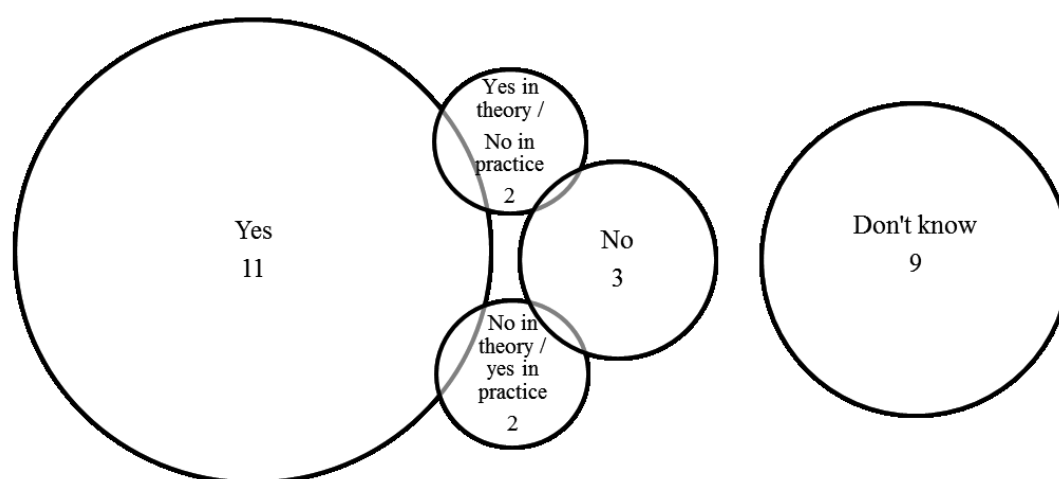 Yes
11
Yes in
theory /
No in
practice
2
No
3
No in
theory /
yes in
practice
2
Don't know
9